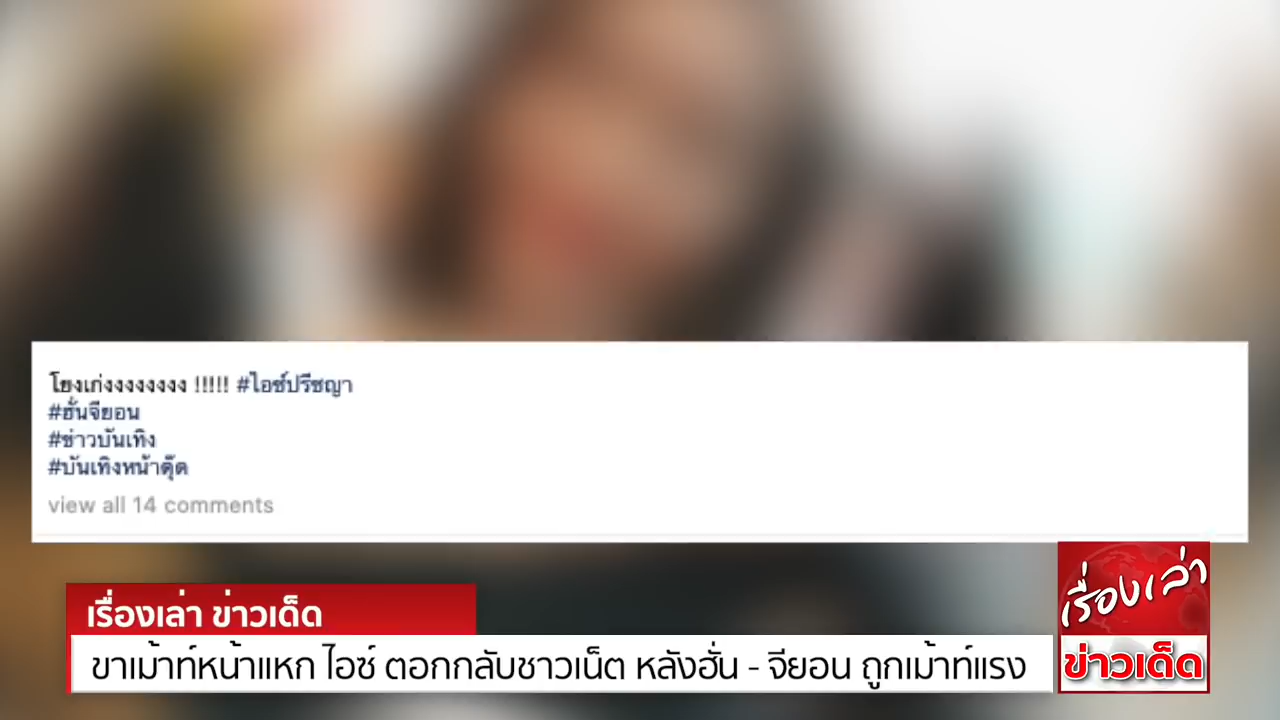 โยงเก่งงงงงงงง !!!!! #ไอซ์ปรีชญา
#ฮั่นจียอน
#ข่าวบันเทิง
#บันเทิงหน้าตุ๊ด
view all 14 comments
เรื่องเล่า ข่าวเด็ด
ขาเม้าท์หน้าแหก ไอซ์ ตอกกลับชาวเน็ต หลังฮั่น - จียอน ถูกเม้าท์แรง
เรื่องเล่า
ข่าวเด็ด